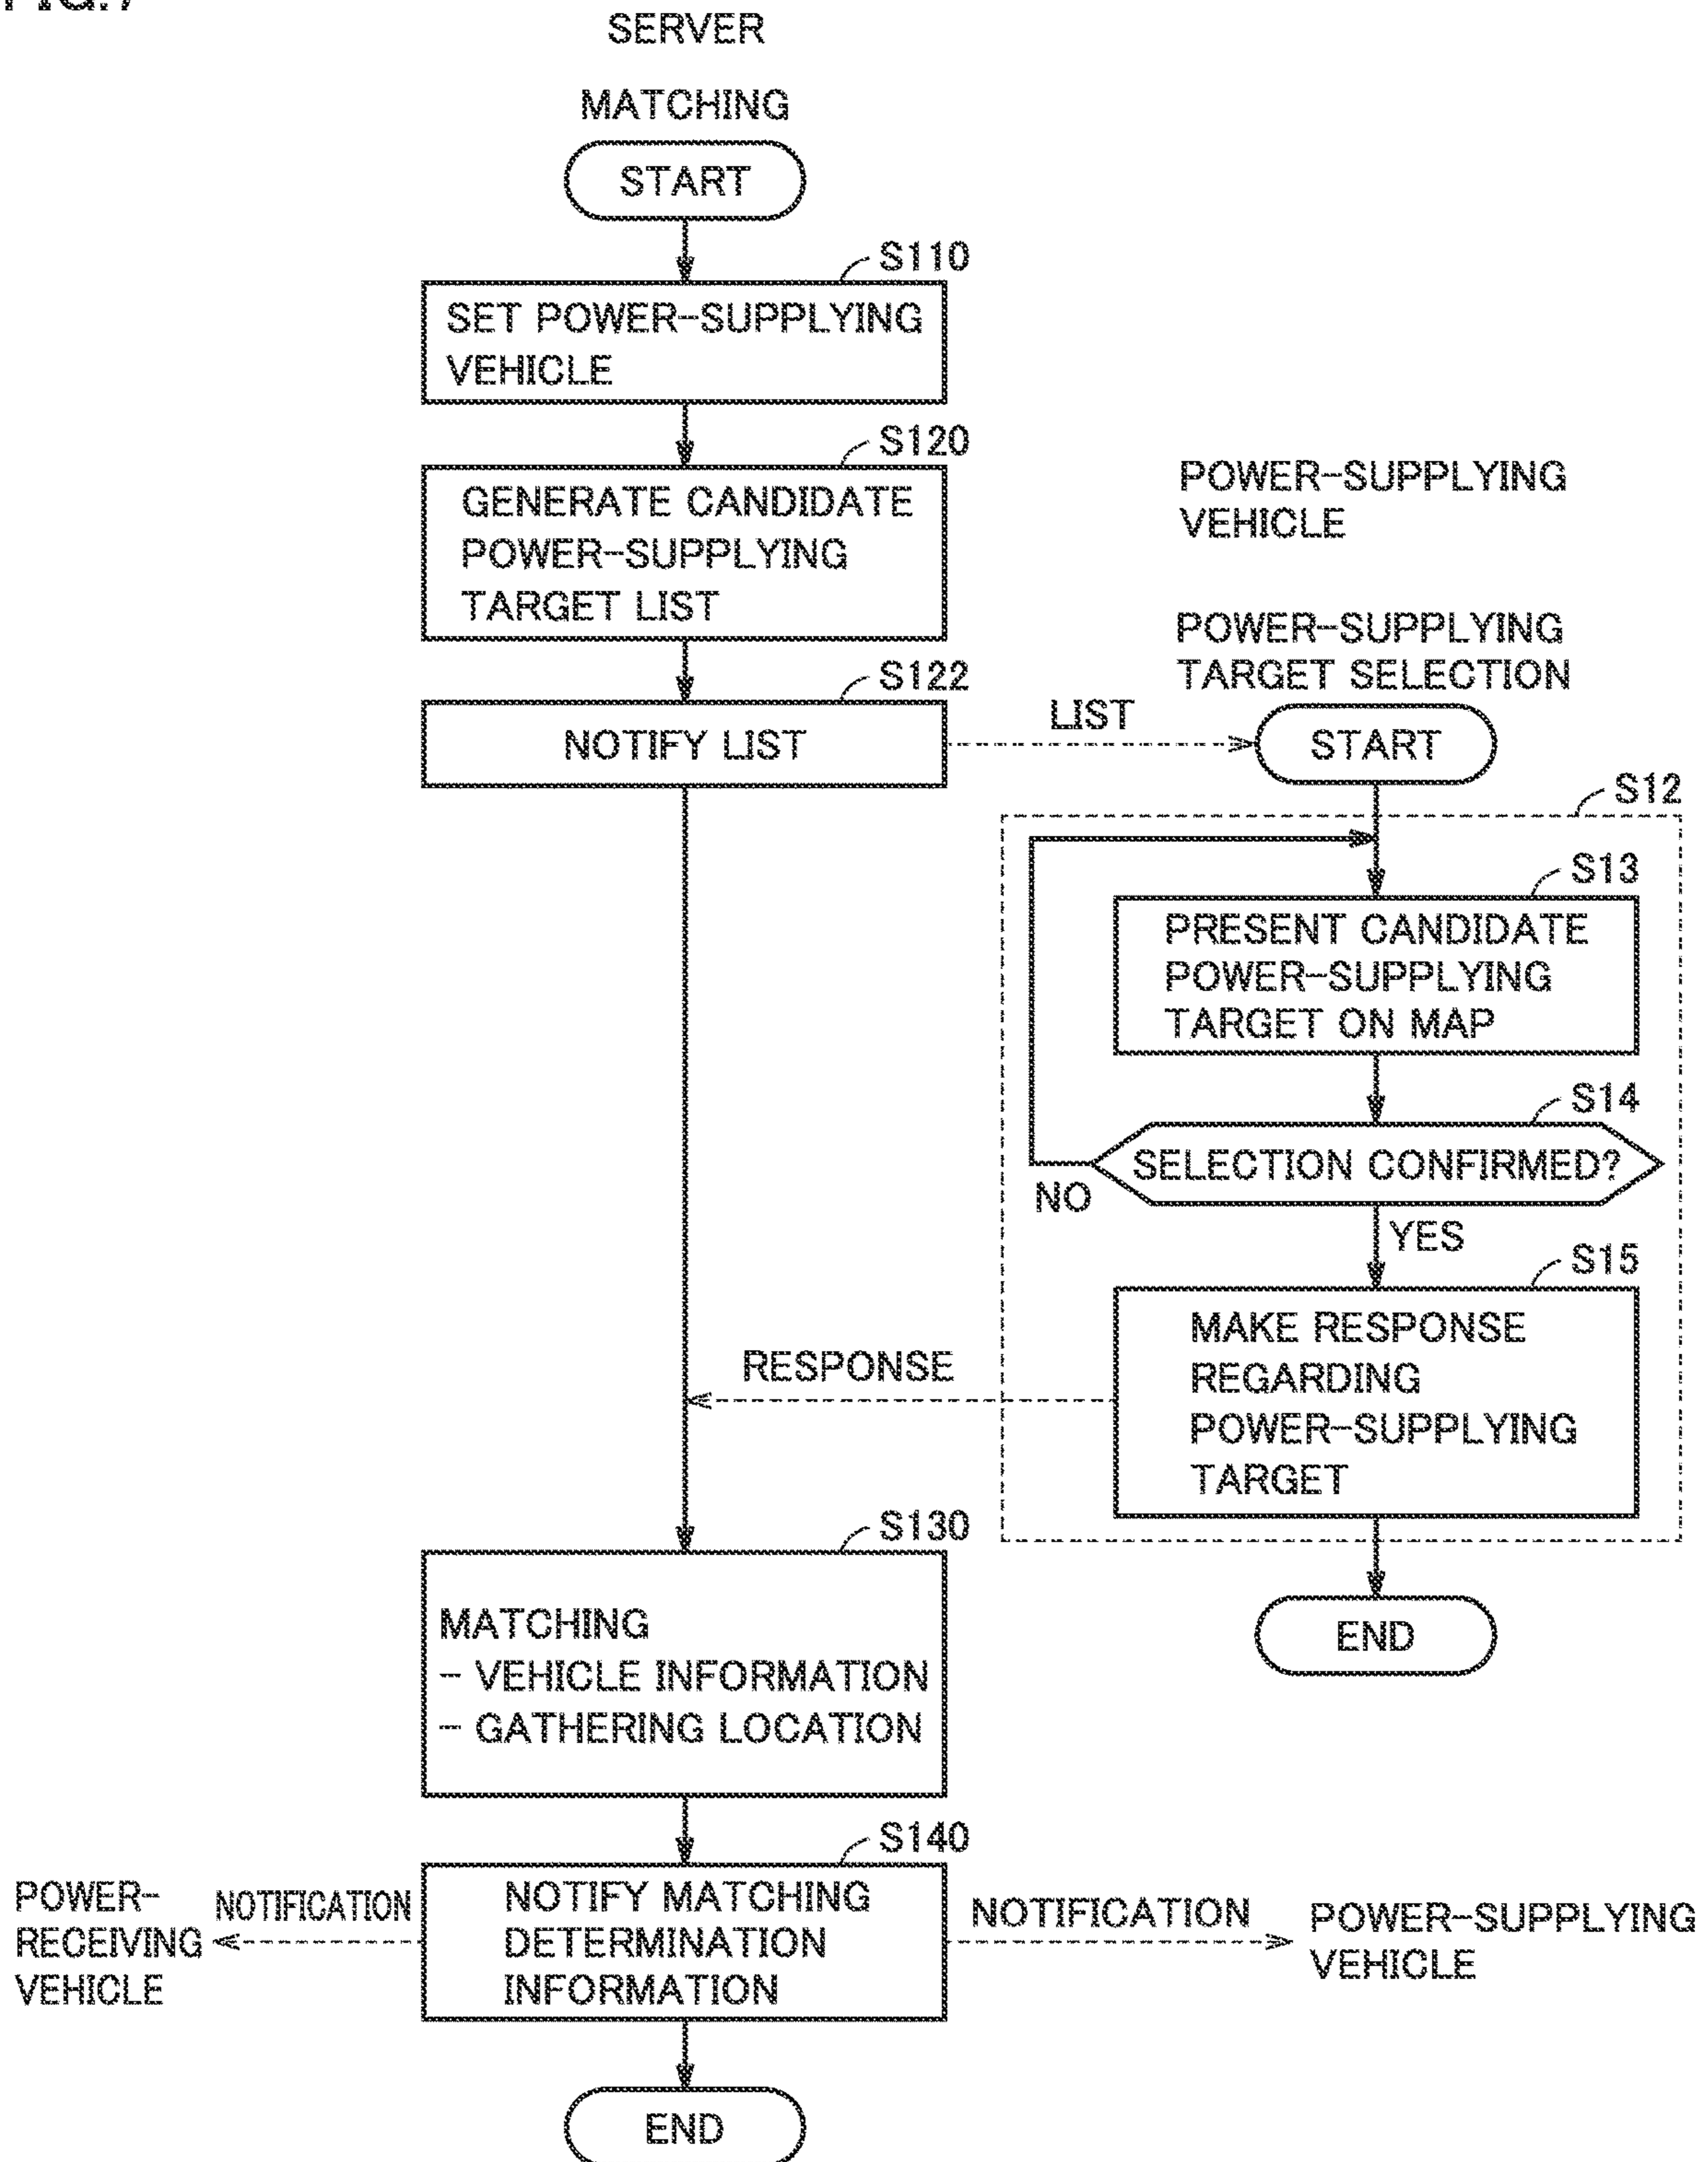 FIG.7
SERVER
MATCHING
START
S110
SET POWER-SUPPLYING
VEHICLE
S120
GENERATE CANDIDATE
POWER-SUPPLYING
TARGET LIST
POWER-SUPPLYING
VEHICLE
POWER-SUPPLYING
TARGET SELECTION
S122
NOTIFY LIST
LIST
START
S12
S13
PRESENT CANDIDATE
POWER-SUPPLYING
TARGET ON MAP
S14
SELECTION CONFIRMED?
NO
YES
S15
MAKE RESPONSE
REGARDING
POWER-SUPPLYING
TARGET
RESPONSE
END
S130
MATCHING
- VEHICLE INFORMATION
- GATHERING LOCATION
S140
NOTIFY MATCHING
DETERMINATION
INFORMATION
NOTIFICATION
POWER-
RECEIVING
VEHICLE
NOTIFICATION
POWER-SUPPLYING
VEHICLE
END